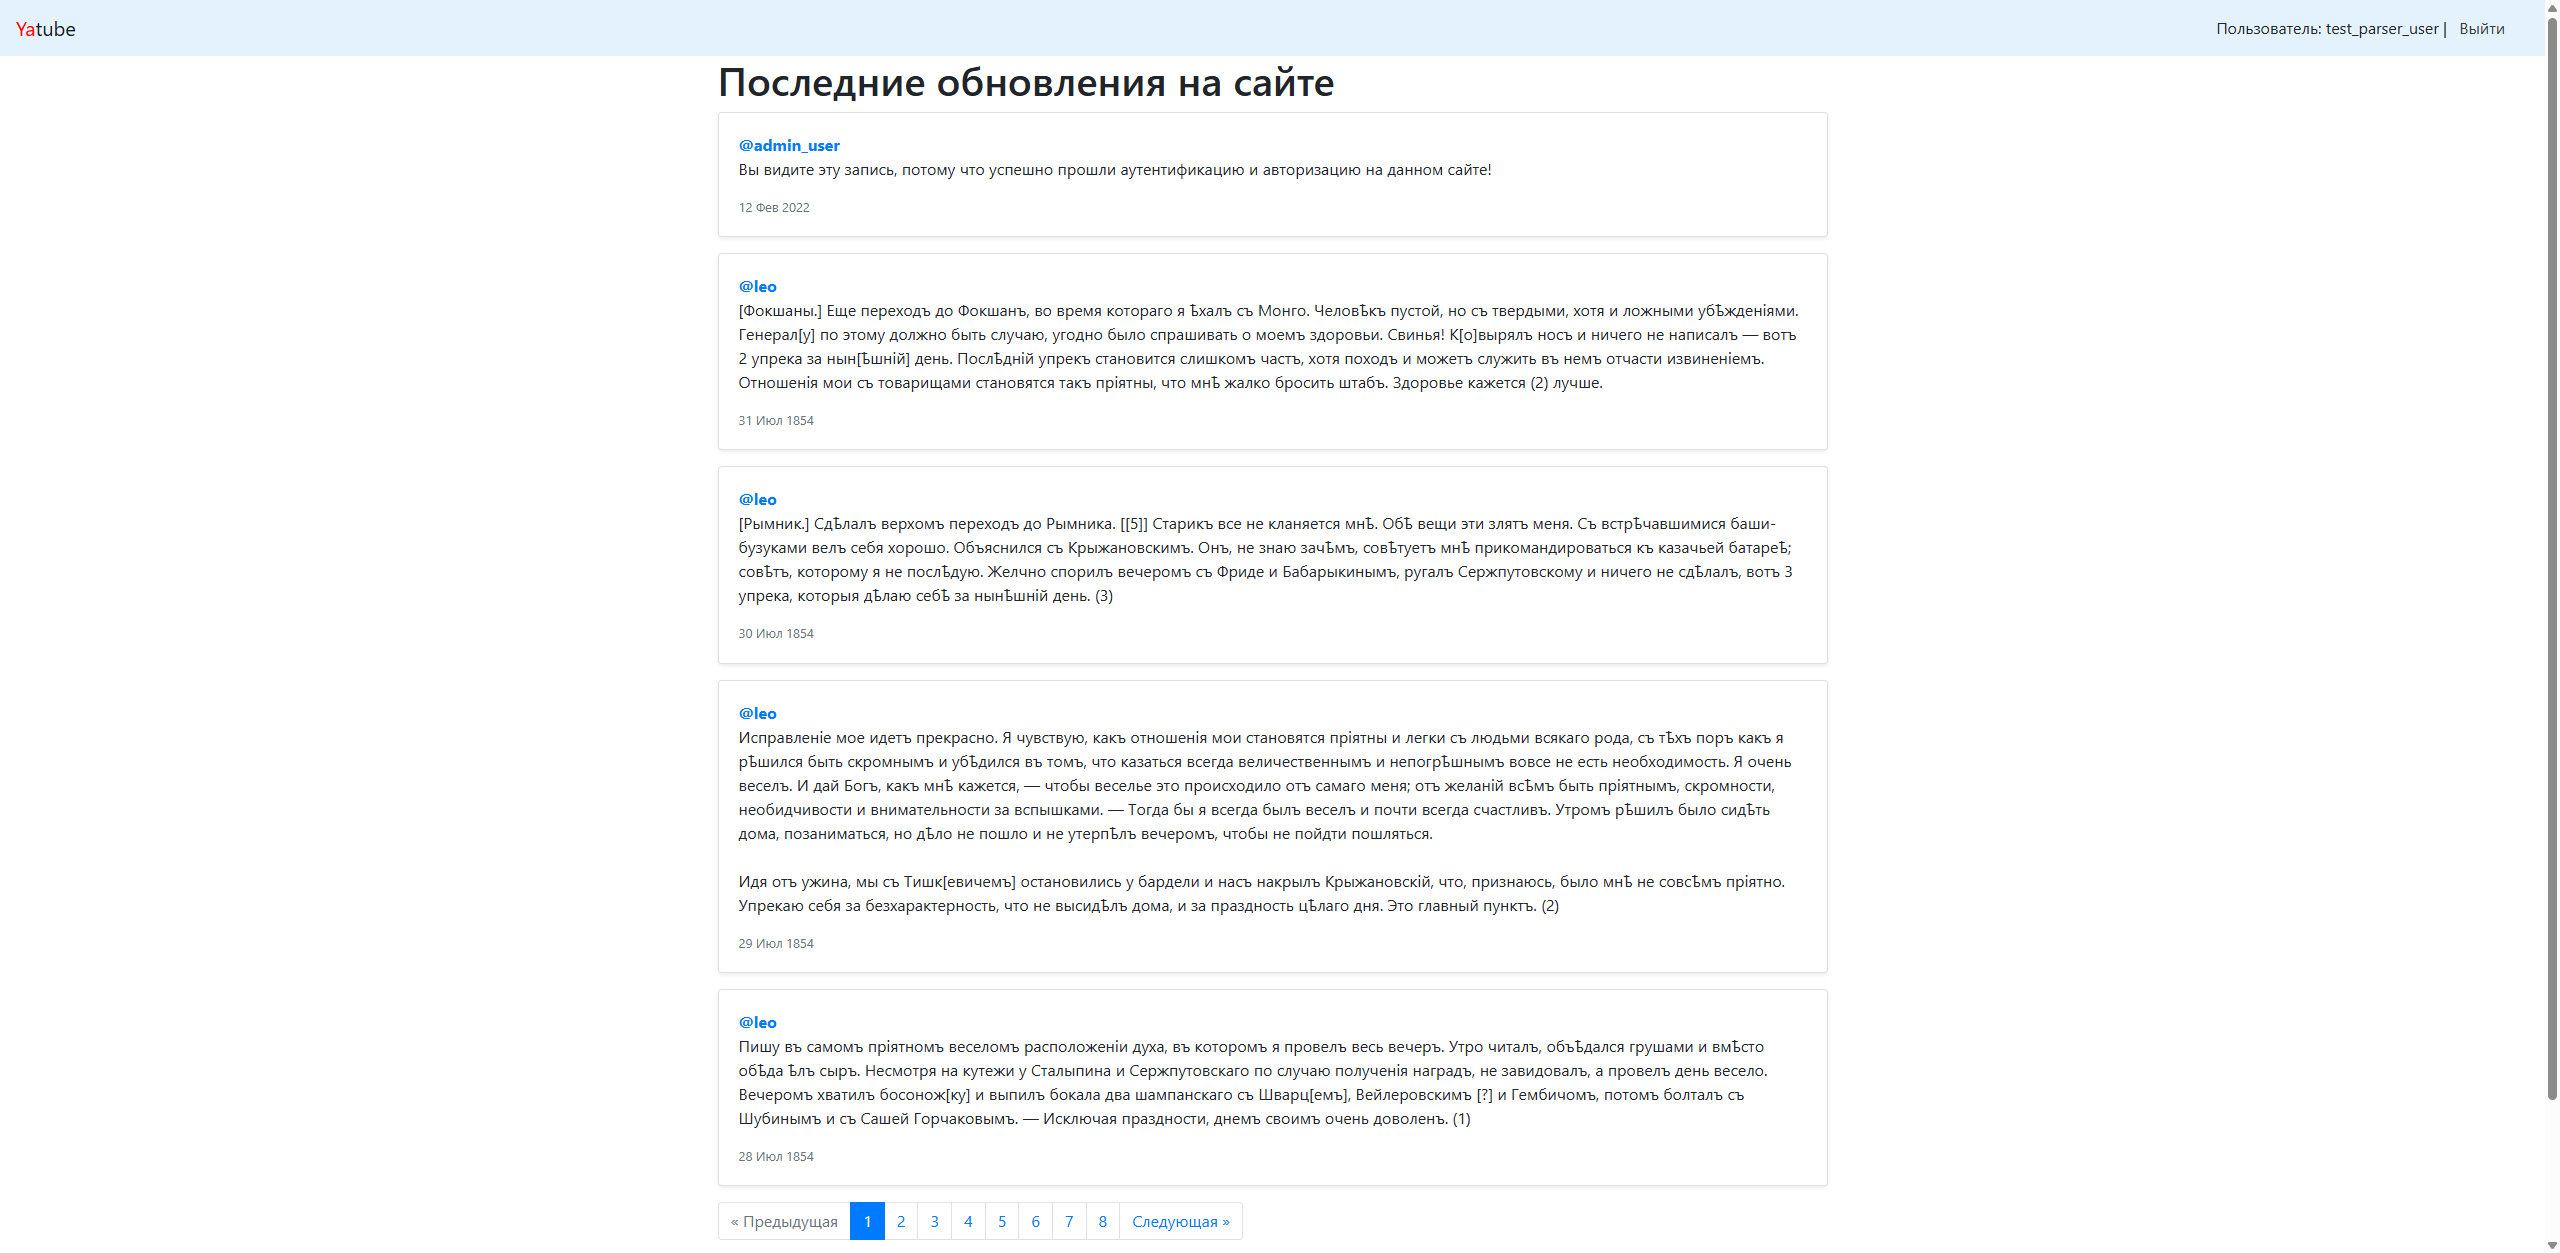 Yatube
Пользователь: test_parser_user | Выйти
Последние обновления на сайте
@admin_user
Вы видите эту запись, потому что успешно прошли аутентификацию и авторизацию на данном сайте!
12 Фев 2022
@leo
[Фокшаны.] Еще переходъ до Фокшанъ, во время котораго я ѣхалъ съ Монго. Человѣкъ пустой, но съ твердыми, хотя и ложными убѣжденіями.
Генерал[у] по этому должно быть случаю, угодно было спрашивать о моемъ здоровьи. Свинья! К[о]вырялъ носъ и ничего не написалъ — вотъ
2 упрека за нын[ѣшній] день. Послѣдній упрекъ становится слишкомъ частъ, хотя походъ и можетъ служить въ немъ отчасти извиненіемъ.
Отношенія мои съ товарищами становятся такъ пріятны, что мнѣ жалко бросить штабъ. Здоровье кажется (2) лучше.
31 Июл 1854
@leo
[Рымник.] Сдѣлалъ верхомъ переходъ до Рымника. [[5]] Старикъ все не кланяется мнѣ. Обѣ вещи эти злятъ меня. Съ встрѣчавшимися баши-
бузуками велъ себя хорошо. Объяснился съ Крыжановскимъ. Онъ, не знаю зачѣмъ, совѣтуетъ мнѣ прикомандироваться къ казачьей батареѣ;
совѣтъ, которому я не послѣдую. Желчно спорилъ вечеромъ съ Фриде и Бабарыкинымъ, ругалъ Сержпутовскому и ничего не сдѣлалъ, вотъ 3
упрека, которыя дѣлаю себѣ за нынѣшній день. (3)
30 Июл 1854
@leo
Исправленіе мое идетъ прекрасно. Я чувствую, какъ отношенія мои становятся пріятны и легки съ людьми всякаго рода, съ тѣхъ поръ какъ я
рѣшился быть скромнымъ и убѣдился въ томъ, что казаться всегда величественнымъ и непогрѣшнымъ вовсе не есть необходимость. Я очень
веселъ. И дай Богъ, какъ мнѣ кажется, — чтобы веселье это происходило отъ самаго меня; отъ желаній всѣмъ быть пріятнымъ, скромности,
необидчивости и внимательности за вспышками. — Тогда бы я всегда былъ веселъ и почти всегда счастливъ. Утромъ рѣшилъ было сидѣть
дома, позаниматься, но дѣло не пошло и не утерпѣлъ вечеромъ, чтобы не пойдти пошляться.
Идя отъ ужина, мы съ Тишк[евичемъ] остановились у бардели и насъ накрылъ Крыжановскій, что, признаюсь, было мнѣ не совсѣмъ пріятно.
Упрекаю себя за безхарактерность, что не высидѣлъ дома, и за праздность цѣлаго дня. Это главный пунктъ. (2)
29 Июл 1854
@leo
Пишу въ самомъ пріятномъ веселомъ расположеніи духа, въ которомъ я провелъ весь вечеръ. Утро читалъ, объѣдался грушами и вмѣсто
обѣда ѣлъ сыръ. Несмотря на кутежи у Сталыпина и Сержпутовскаго по случаю полученія наградъ, не завидовалъ, а провелъ день весело.
Вечеромъ хватилъ босонож[ку] и выпилъ бокала два шампанскаго съ Шварц[емъ], Вейлеровскимъ [?] и Гембичомъ, потомъ болталъ съ
Шубинымъ и съ Сашей Горчаковымъ. — Исключая праздности, днемъ своимъ очень доволенъ. (1)
28 Июл 1854
« Предыдущая 1 2 3 4 5 6 7 8 Следующая »